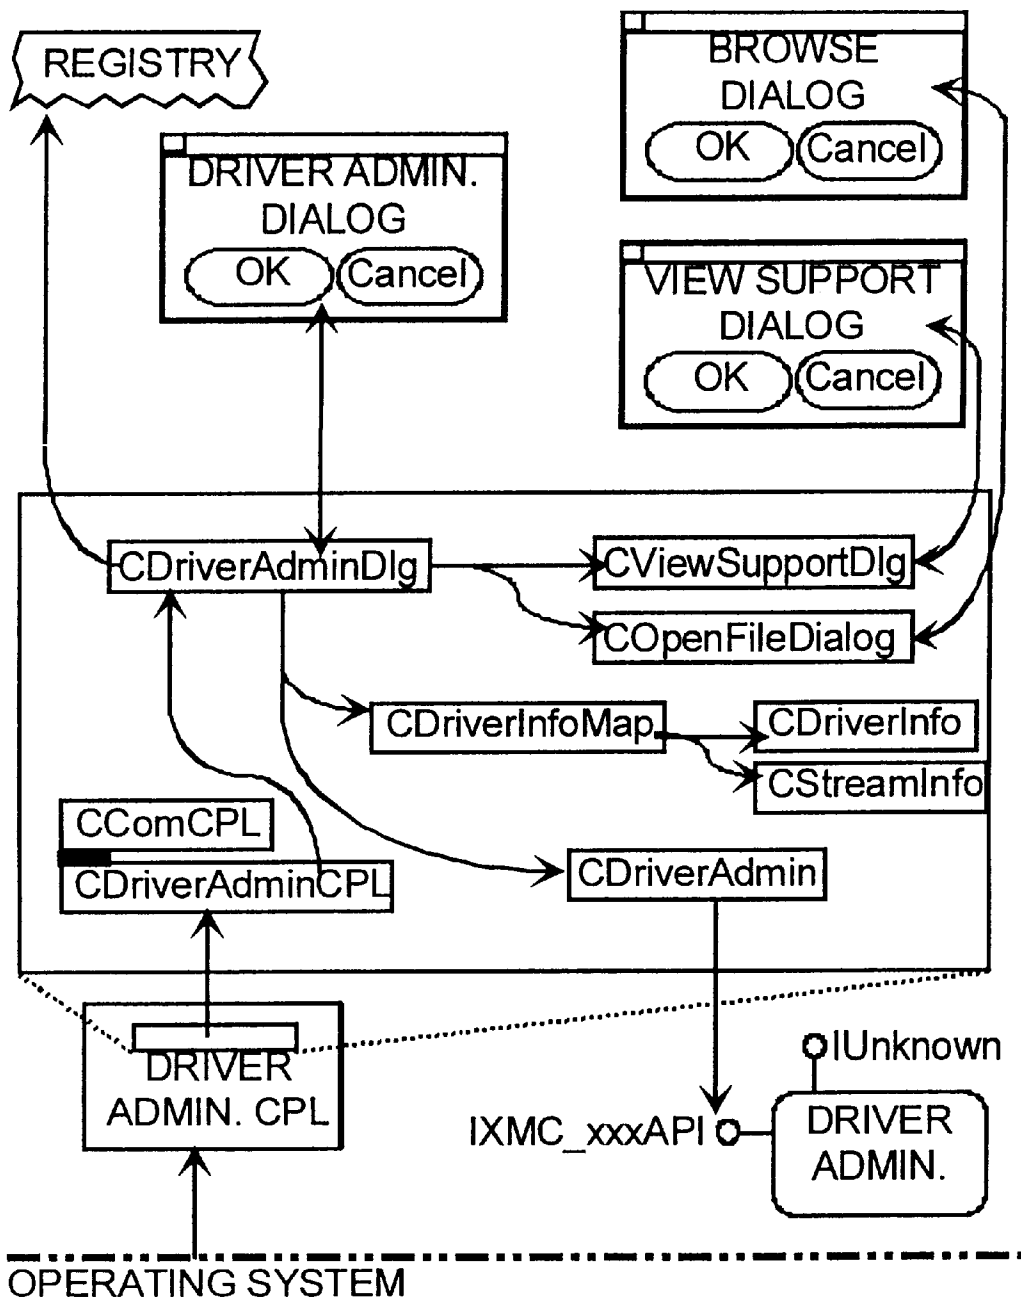 REGISTRY
BROWSE
DIALOG
OK
Cancel
DRIVER ADMIN.
DIALOG
OK
Cancel
VIEW SUPPORT
DIALOG
OK
Cancel
CDriverAdminDlg
CViewSupportDlg
COpenFileDialog
CDriverInfoMap
CDriverInfo
CStreamInfo
CComCPL
CDriverAdminCPL
CDriverAdmin
DRIVER
ADMIN. CPL
IUnknown
IXMC_xxxAPI
DRIVER
ADMIN.
OPERATING SYSTEM